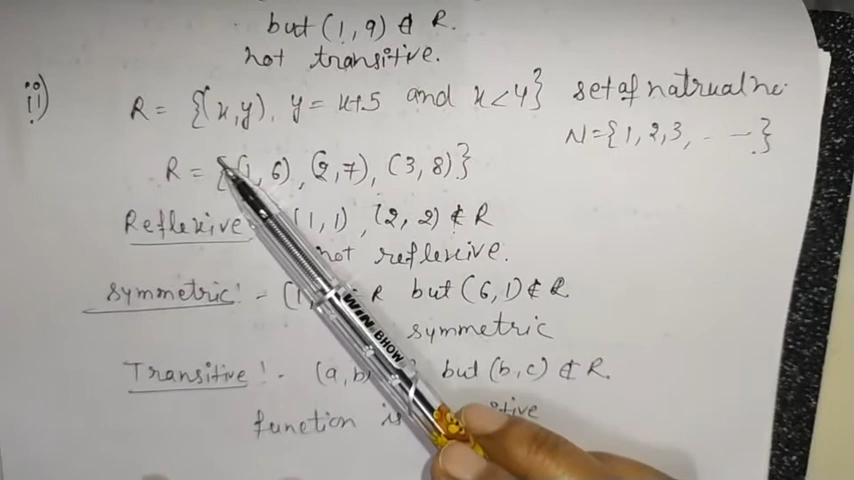 but (1, 9) ∉ R.
not transitive.
ii) R = {(x,y), y = x+5 and x<4} set of natrual no.
N={1,2,3, . . —.}
R = {(1, 6), (2,7), (3, 8)}
Reflexive (1,1), (2, 2) ∉ R
not reflexive.
symmetric! - (1, R but (6, 1) ∉ R
symmetric
Transitive! - (a,b) but (b,c) ∉ R.
function is
WIN BHOW